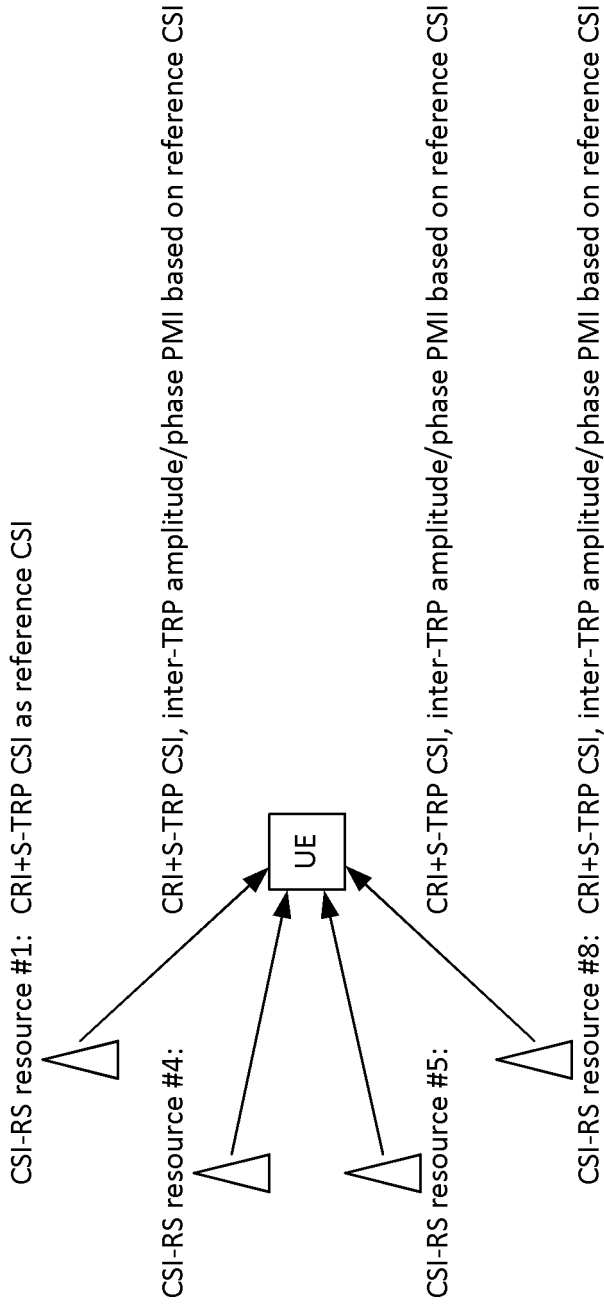 CSI-RS resource #1: CRI+S-TRP CSI as reference CSI
CSI-RS resource #4: CRI+S-TRP CSI, inter-TRP amplitude/phase PMI based on reference CSI
UE
CSI-RS resource #5: CRI+S-TRP CSI, inter-TRP amplitude/phase PMI based on reference CSI
CSI-RS resource #8: CRI+S-TRP CSI, inter-TRP amplitude/phase PMI based on reference CSI